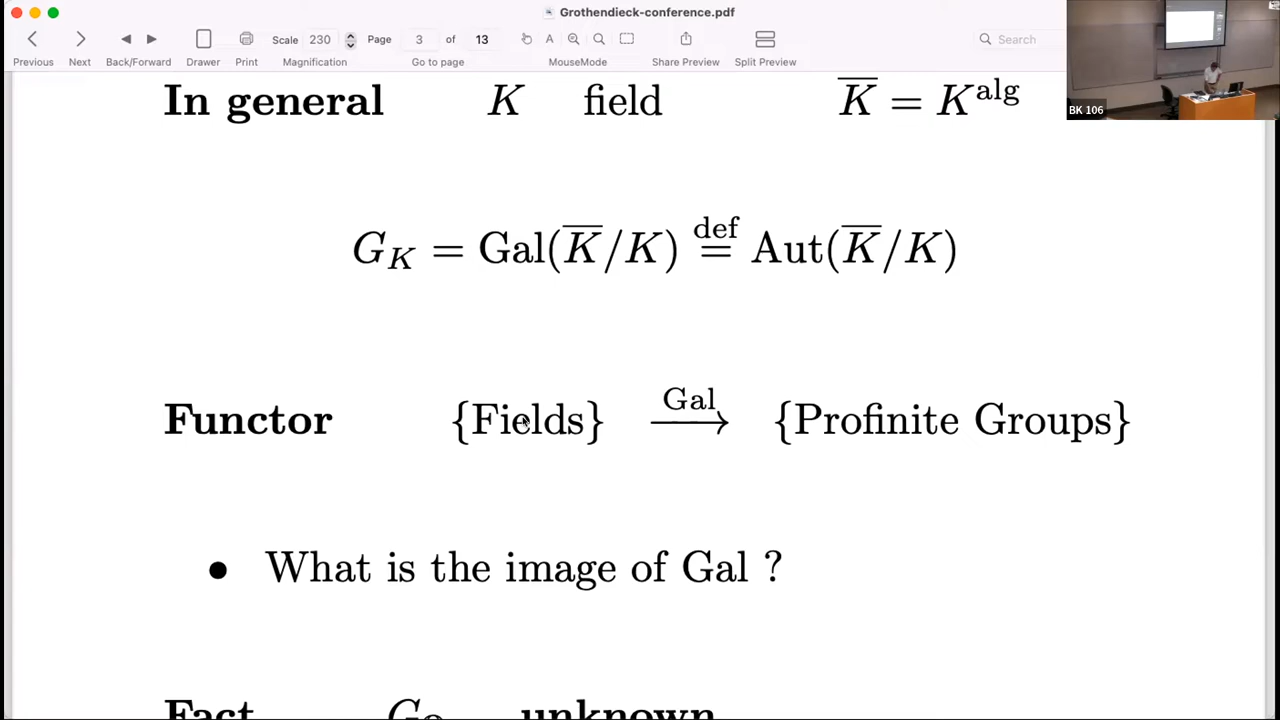 Grothendieck-conference.pdf
Previous Next Back/Forward Drawer Print Scale 230 Magnification Page 3 of 13 Go to page MouseMode Share Preview Split Preview Search
BK 106
In general K field K̅ = K^alg
G_K = Gal(K̅/K) def= Aut(K̅/K)
Functor {Fields} Gal⟶ {Profinite Groups}
• What is the image of Gal ?
Fact G_Q unknown